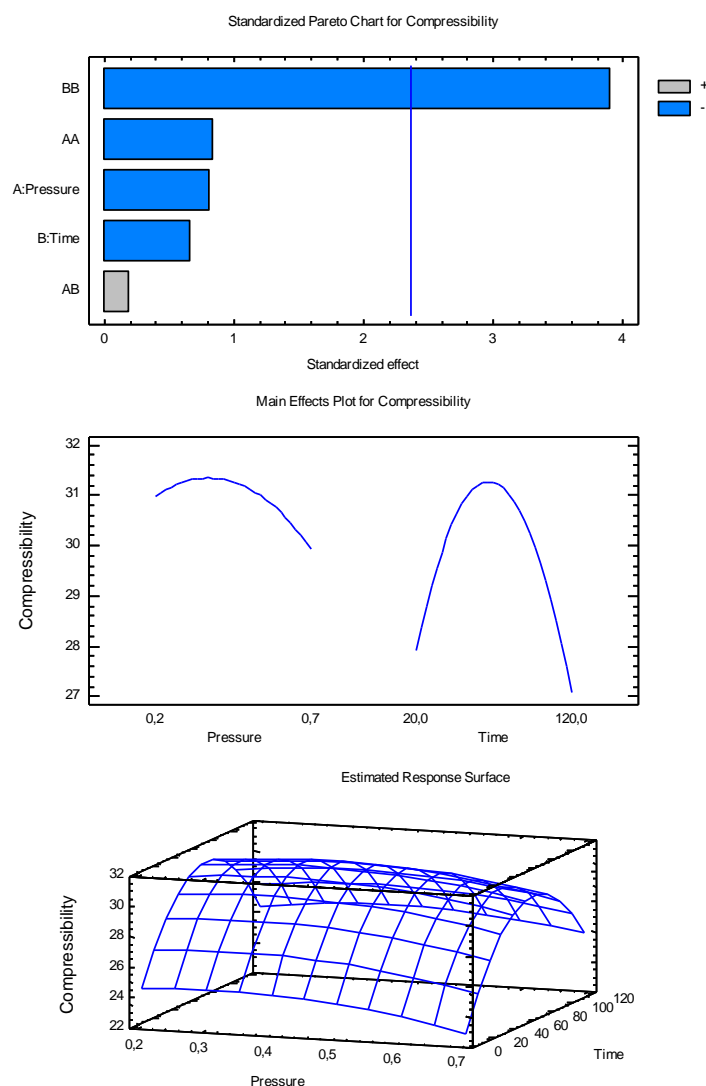 Standardized Pareto Chart for Compressibility
BB
AA
A:Pressure
B:Time
AB
0 1 2 3 4
Standardized effect
+
-
Main Effects Plot for Compressibility
Compressibility
32
31
30
29
28
27
0,2 0,7 20,0 120,0
Pressure Time
Estimated Response Surface
Compressibility
32
30
28
26
24
22
0,2 0,3 0,4 0,5 0,6 0,7
Pressure
0 20 40 60 80 100 120
Time